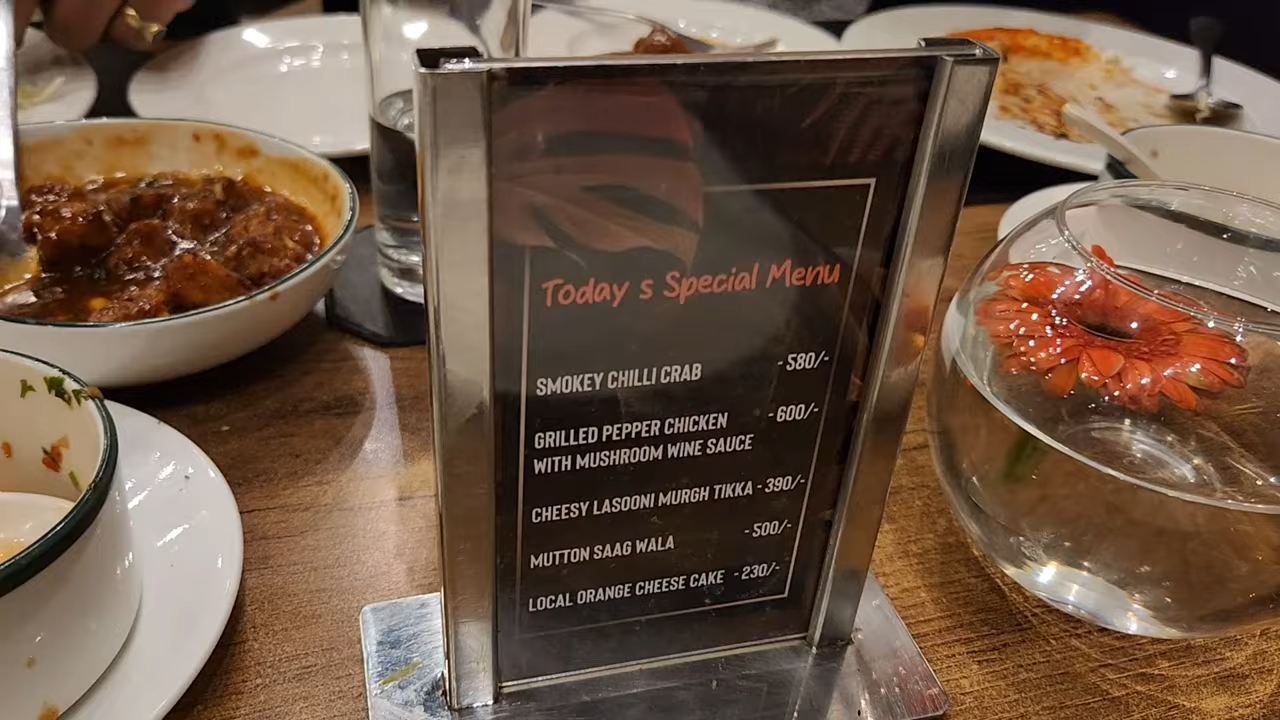 Today s Special Menu
SMOKEY CHILLI CRAB - 580/-
GRILLED PEPPER CHICKEN - 600/-
WITH MUSHROOM WINE SAUCE
CHEESY LASOONI MURGH TIKKA - 390/-
MUTTON SAAG WALA - 500/-
LOCAL ORANGE CHEESE CAKE - 230/-